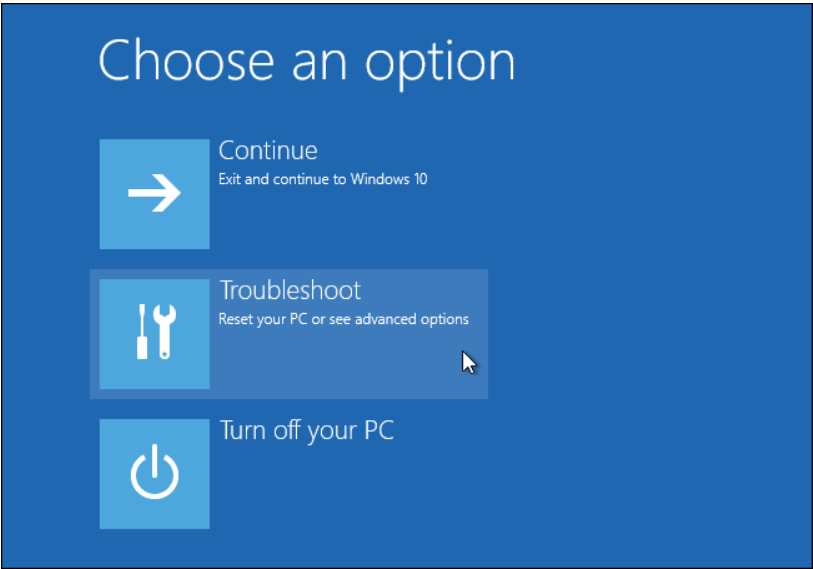 Choose an option
Continue
Exit and continue to Windows 10
Troubleshoot
Reset your PC or see advanced options
Turn off your PC